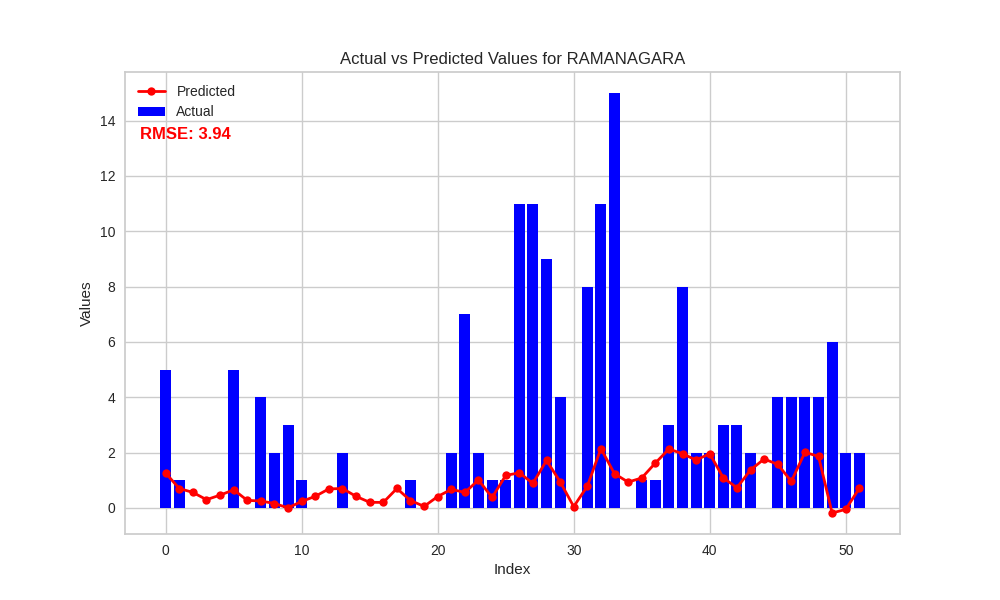 Actual vs Predicted Values for RAMANAGARA
Predicted
Actual
RMSE: 3.94
14
12
10
8
6
4
2
0
Values
0 10 20 30 40 50
Index